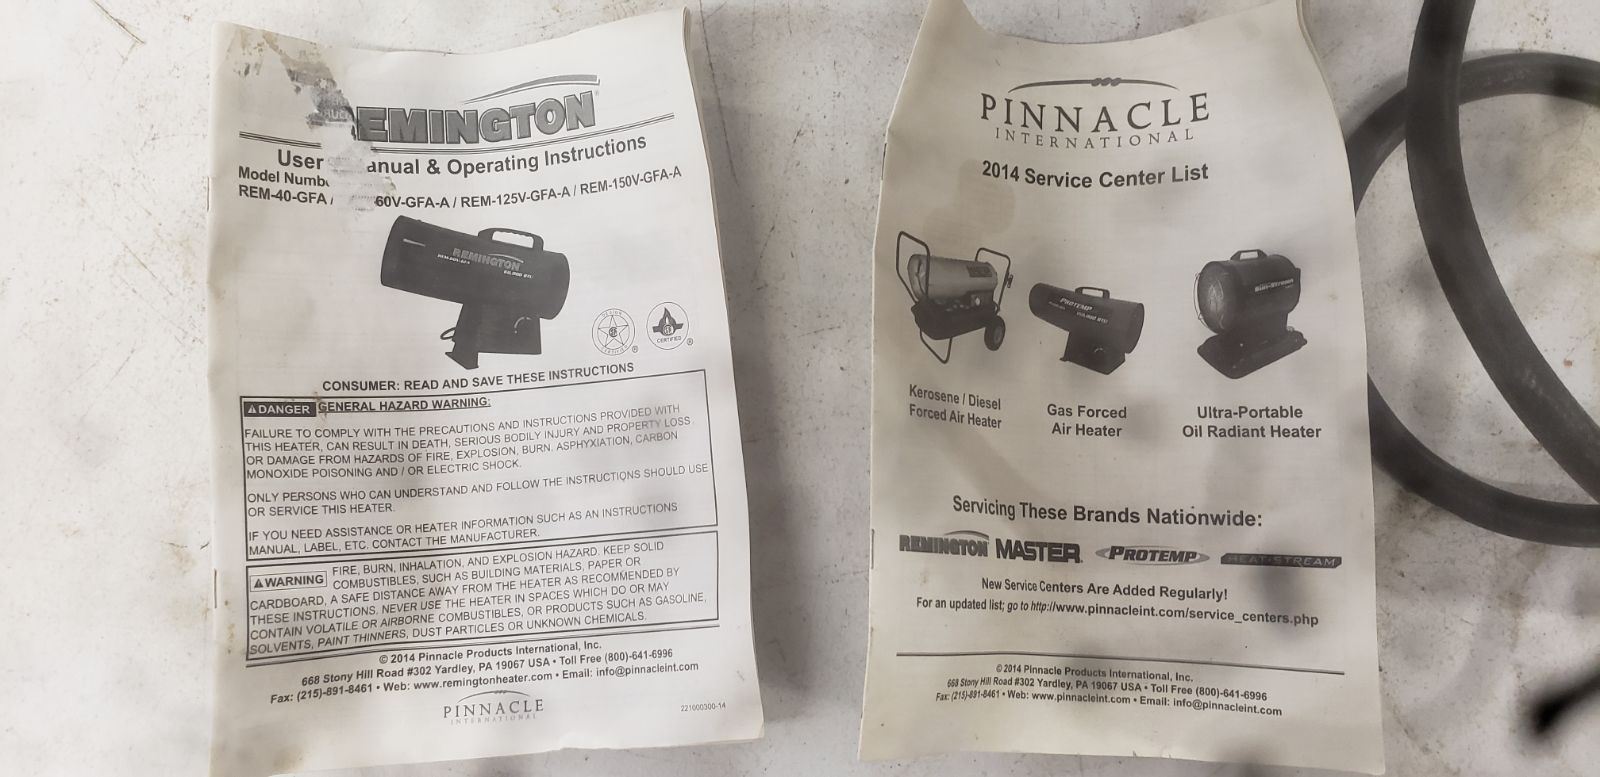 EMINGTON
User anual & Operating Instructions
Model Numb
REM-40-GFA / 60V-GFA-A / REM-125V-GFA-A / REM-150V-GFA-A
REMINGTON
CERTIFIED
CONSUMER: READ AND SAVE THESE INSTRUCTIONS
DANGER GENERAL HAZARD WARNING:
FAILURE TO COMPLY WITH THE PRECAUTIONS AND INSTRUCTIONS PROVIDED WITH
THIS HEATER, CAN RESULT IN DEATH, SERIOUS BODILY INJURY AND PROPERTY LOSS
OR DAMAGE FROM HAZARDS OF FIRE, EXPLOSION, BURN. ASPHYXIATION, CARBON
MONOXIDE POISONING AND / OR ELECTRIC SHOCK.
ONLY PERSONS WHO CAN UNDERSTAND AND FOLLOW THE INSTRUCTIONS SHOULD USE
OR SERVICE THIS HEATER.
IF YOU NEED ASSISTANCE OR HEATER INFORMATION SUCH AS AN INSTRUCTIONS
MANUAL, LABEL, ETC. CONTACT THE MANUFACTURER.
WARNING FIRE, BURN, INHALATION, AND EXPLOSION HAZARD. KEEP SOLID
COMBUSTIBLES, SUCH AS BUILDING MATERIALS, PAPER OR
CARDBOARD, A SAFE DISTANCE AWAY FROM THE HEATER AS RECOMMENDED BY
THESE INSTRUCTIONS. NEVER USE THE HEATER IN SPACES WHICH DO OR MAY
CONTAIN VOLATILE OR AIRBORNE COMBUSTIBLES, OR PRODUCTS SUCH AS GASOLINE,
SOLVENTS, PAINT THINNERS, DUST PARTICLES OR UNKNOWN CHEMICALS.
© 2014 Pinnacle Products International, Inc.
668 Stony Hill Road #302 Yardley, PA 19067 USA • Toll Free (800)-641-6996
Fax: (215)-891-8461 • Web: www.remingtonheater.com • Email: info@pinnacleint.com
PINNACLE
INTERNATIONAL
221000300-14
PINNACLE
INTERNATIONAL
2014 Service Center List
PROTEMP
Kerosene / Diesel
Forced Air Heater
Gas Forced
Air Heater
Ultra-Portable
Oil Radiant Heater
Servicing These Brands Nationwide:
REMINGTON MASTER PROTEMP HEAT-STREAM
New Service Centers Are Added Regularly!
For an updated list; go to http://www.pinnacleint.com/service_centers.php
© 2014 Pinnacle Products International, Inc.
668 Stony Hill Road #302 Yardley, PA 19067 USA • Toll Free (800)-641-6996
Fax: (215)-891-8461 • Web: www.pinnacleint.com • Email: info@pinnacleint.com